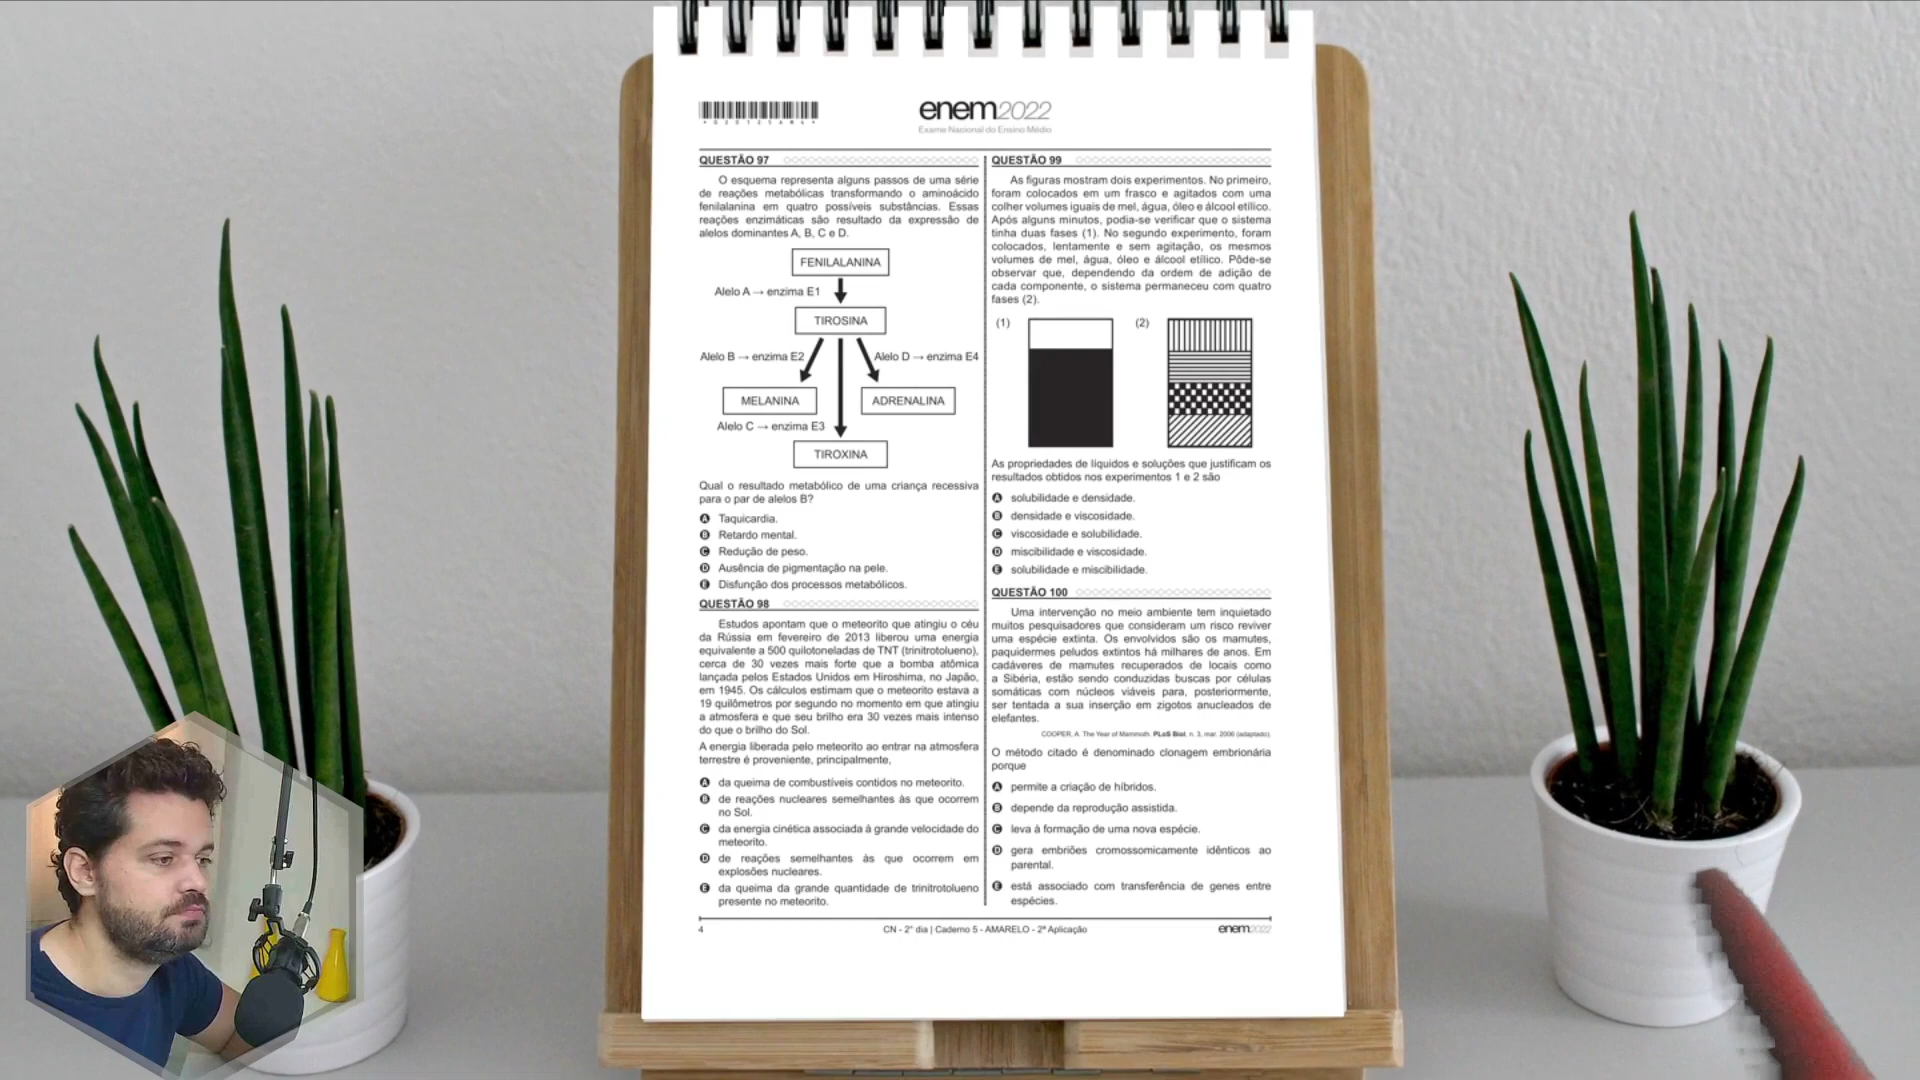 *020125AM4*
enem2022
Exame Nacional do Ensino Médio
QUESTÃO 97
O esquema representa alguns passos de uma série
de reações metabólicas transformando o aminoácido
fenilalanina em quatro possíveis substâncias. Essas
reações enzimáticas são resultado da expressão de
alelos dominantes A, B, C e D.
FENILALANINA
Alelo A → enzima E1
TIROSINA
Alelo B → enzima E2
Alelo D → enzima E4
MELANINA
ADRENALINA
Alelo C → enzima E3
TIROXINA
Qual o resultado metabólico de uma criança recessiva
para o par de alelos B?
A Taquicardia.
B Retardo mental.
C Redução de peso.
D Ausência de pigmentação na pele.
E Disfunção dos processos metabólicos.
QUESTÃO 98
Estudos apontam que o meteorito que atingiu o céu
da Rússia em fevereiro de 2013 liberou uma energia
equivalente a 500 quilotoneladas de TNT (trinitrotolueno),
cerca de 30 vezes mais forte que a bomba atômica
lançada pelos Estados Unidos em Hiroshima, no Japão,
em 1945. Os cálculos estimam que o meteorito estava a
19 quilômetros por segundo no momento em que atingiu
a atmosfera e que seu brilho era 30 vezes mais intenso
do que o brilho do Sol.
A energia liberada pelo meteorito ao entrar na atmosfera
terrestre é proveniente, principalmente,
A da queima de combustíveis contidos no meteorito.
B de reações nucleares semelhantes às que ocorrem
no Sol.
C da energia cinética associada à grande velocidade do
meteorito.
D de reações semelhantes às que ocorrem em
explosões nucleares.
E da queima da grande quantidade de trinitrotolueno
presente no meteorito.
QUESTÃO 99
As figuras mostram dois experimentos. No primeiro,
foram colocados em um frasco e agitados com uma
colher volumes iguais de mel, água, óleo e álcool etílico.
Após alguns minutos, podia-se verificar que o sistema
tinha duas fases (1). No segundo experimento, foram
colocados, lentamente e sem agitação, os mesmos
volumes de mel, água, óleo e álcool etílico. Pôde-se
observar que, dependendo da ordem de adição de
cada componente, o sistema permaneceu com quatro
fases (2).
(1)
(2)
As propriedades de líquidos e soluções que justificam os
resultados obtidos nos experimentos 1 e 2 são
A solubilidade e densidade.
B densidade e viscosidade.
C viscosidade e solubilidade.
D miscibilidade e viscosidade.
E solubilidade e miscibilidade.
QUESTÃO 100
Uma intervenção no meio ambiente tem inquietado
muitos pesquisadores que consideram um risco reviver
uma espécie extinta. Os envolvidos são os mamutes,
paquidermes peludos extintos há milhares de anos. Em
cadáveres de mamutes recuperados de locais como
a Sibéria, estão sendo conduzidas buscas por células
somáticas com núcleos viáveis para, posteriormente,
ser tentada a sua inserção em zigotos anucleados de
elefantes.
COOPER, A. The Year of Mammoth. PLoS Biol, n. 3, mar. 2006 (adaptado).
O método citado é denominado clonagem embrionária
porque
A permite a criação de híbridos.
B depende da reprodução assistida.
C leva à formação de uma nova espécie.
D gera embriões cromossomicamente idênticos ao
parental.
E está associado com transferência de genes entre
espécies.
4
CN - 2° dia | Caderno 5 - AMARELO - 2ª Aplicação
enem2022